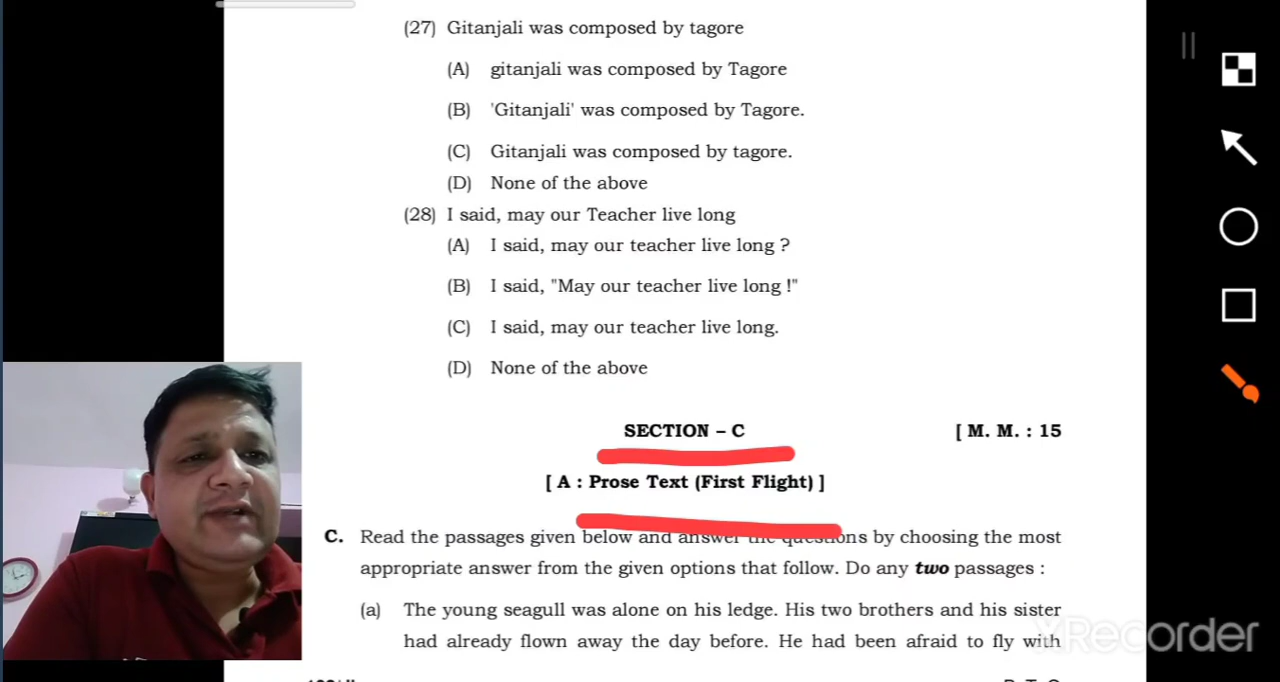 (27) Gitanjali was composed by tagore
(A) gitanjali was composed by Tagore
(B) 'Gitanjali' was composed by Tagore.
(C) Gitanjali was composed by tagore.
(D) None of the above
(28) I said, may our Teacher live long
(A) I said, may our teacher live long ?
(B) I said, "May our teacher live long !"
(C) I said, may our teacher live long.
(D) None of the above
SECTION – C [ M. M. : 15
[ A : Prose Text (First Flight) ]
C. Read the passages given below and answer the questions by choosing the most
appropriate answer from the given options that follow. Do any two passages :
(a) The young seagull was alone on his ledge. His two brothers and his sister
had already flown away the day before. He had been afraid to fly with
XRecorder